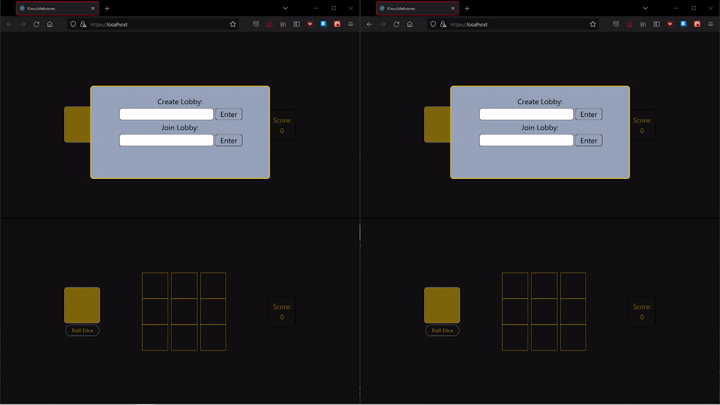 Knucklebones
https://localhost
Create Lobby:
Enter
Join Lobby:
Enter
Score:
0
Roll Dice
Score:
0
Knucklebones
https://localhost
Create Lobby:
Enter
Join Lobby:
Enter
Score:
0
Roll Dice
Score:
0